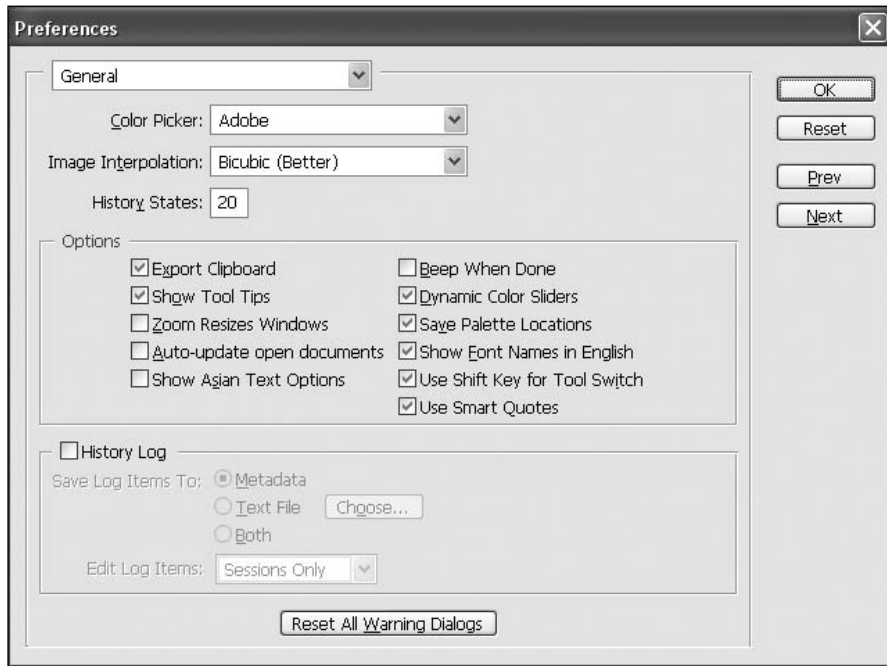 Preferences
General
OK
Color Picker: Adobe
Reset
Image Interpolation: Bicubic (Better)
Prev
History States: 20
Next
Options
Export Clipboard
Beep When Done
Show Tool Tips
Dynamic Color Sliders
Zoom Resizes Windows
Save Palette Locations
Auto-update open documents
Show Font Names in English
Show Asian Text Options
Use Shift Key for Tool Switch
Use Smart Quotes
History Log
Save Log Items To: Metadata
Text File Choose...
Both
Edit Log Items: Sessions Only
Reset All Warning Dialogs